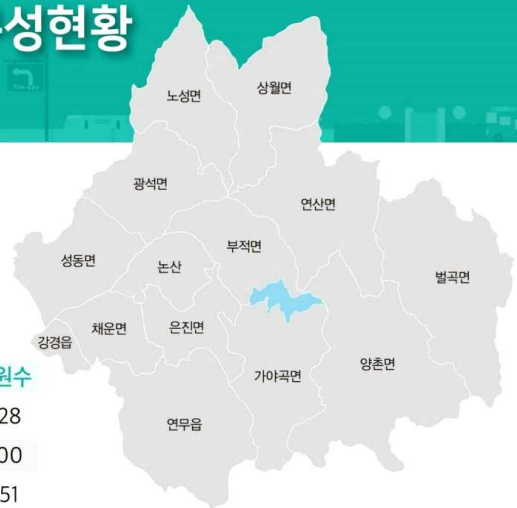 성현황
노성면
상월면
광석면
연산면
성동면
논산
부적면
벌곡면
강경읍
채운면
은진면
가야곡면
양촌면
연무읍
원수
28
00
51